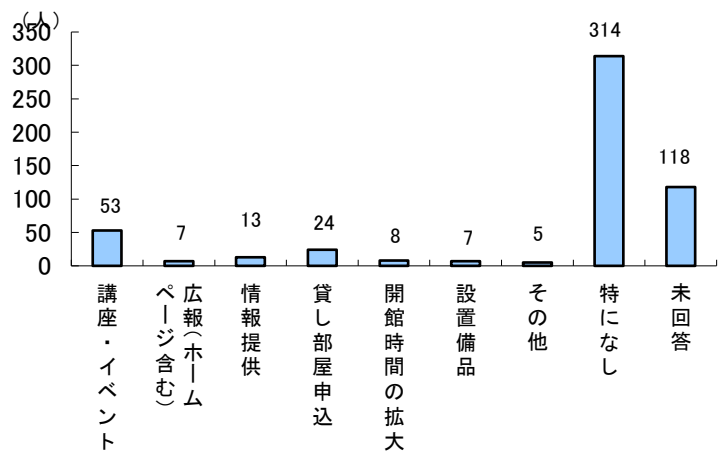 （人）
350
300
250
200
150
100
50
0
53
7
13
24
8
7
5
314
118
講座・イベント
広報（ホーム
ページ含む）
情報提供
貸し部屋申込
開館時間の拡大
設置備品
その他
特になし
未回答